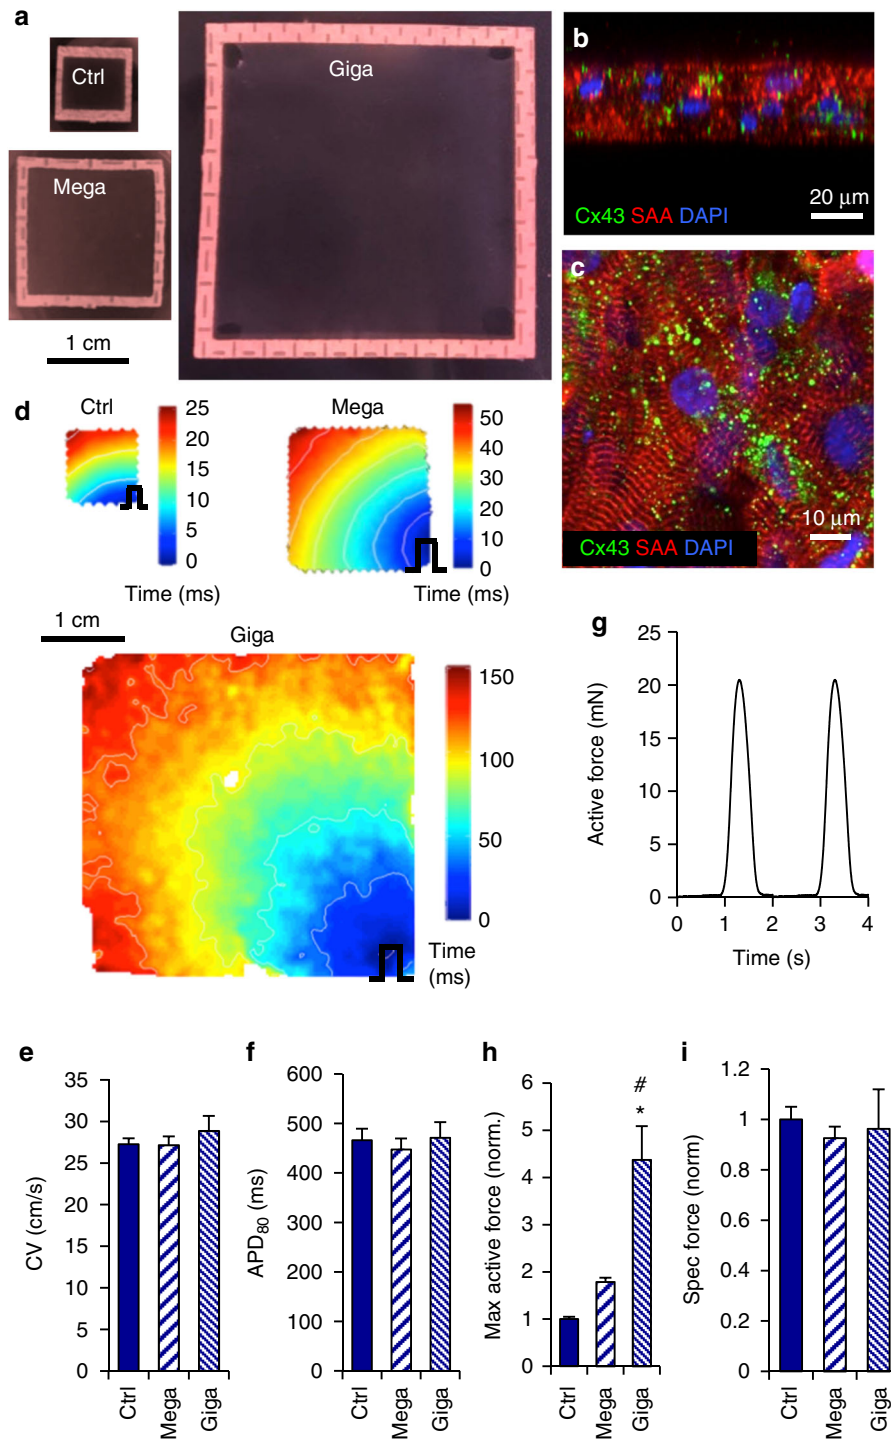 a
Ctrl
Giga
Mega
1 cm
b
Cx43 SAA DAPI
20 μm
c
Cx43 SAA DAPI
10 μm
d
Ctrl
25
20
15
10
5
0
Time (ms)
Mega
50
40
30
20
10
0
Time (ms)
1 cm
Giga
150
100
50
0
Time
(ms)
g
Active force (mN)
25
20
15
10
5
0
0 1 2 3 4
Time (s)
e
CV (cm/s)
35
30
25
20
15
10
5
0
Ctrl
Mega
Giga
f
APD80 (ms)
600
500
400
300
200
100
0
Ctrl
Mega
Giga
h
Max active force (norm.)
6
5
4
3
2
1
0
#
*
Ctrl
Mega
Giga
i
Spec force (norm)
1.2
1
0.8
0.6
0.4
0.2
0
Ctrl
Mega
Giga